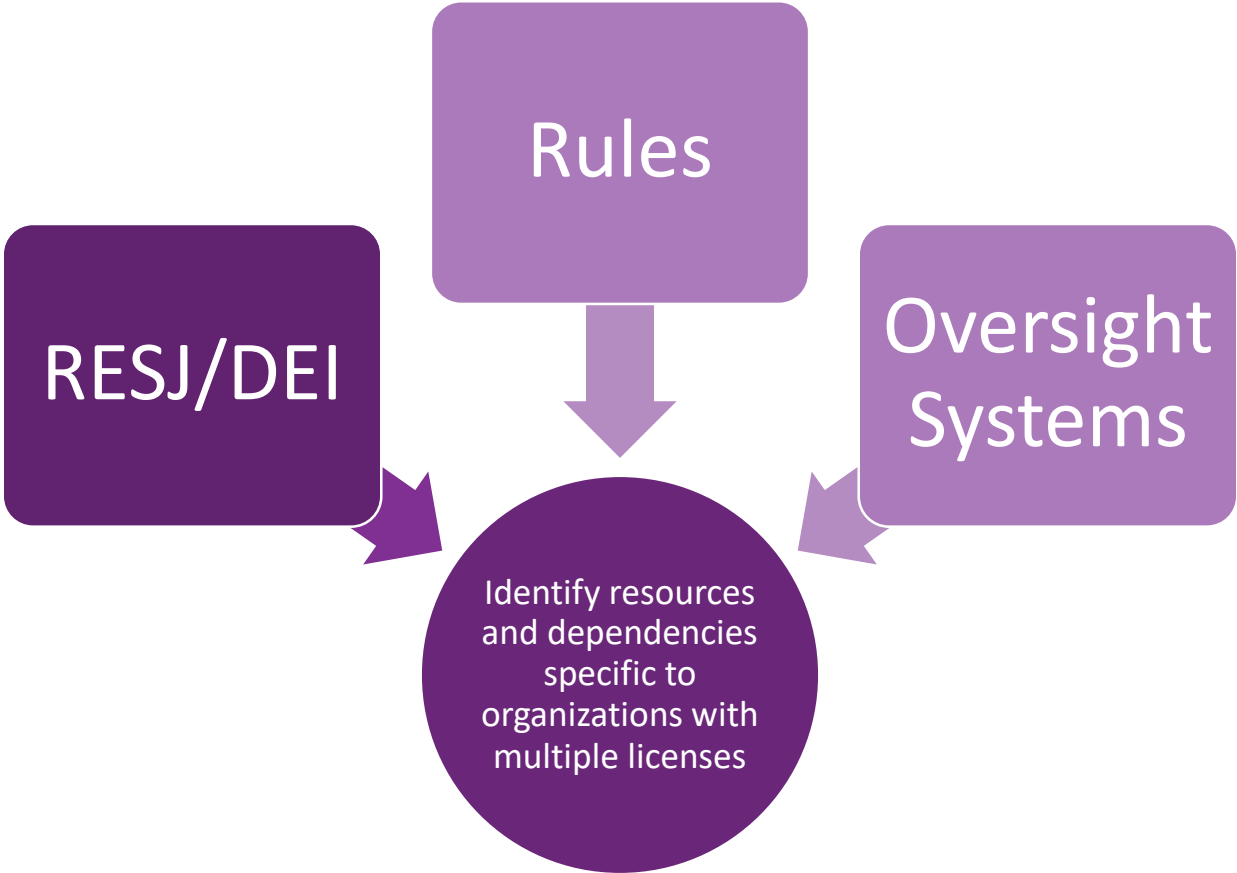 Rules
RESJ/DEI
Oversight
Systems
Identify resources
and dependencies
specific to
organizations with
multiple licenses